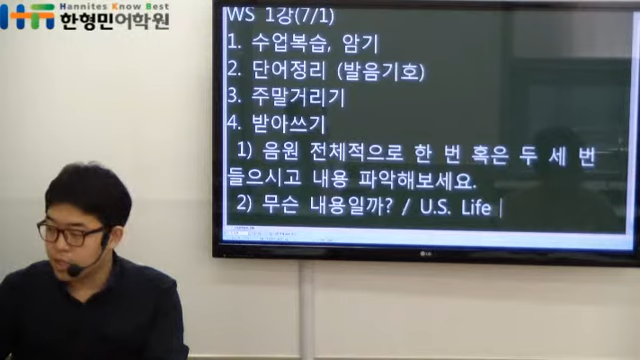 Hannites Know Best
한형민어학원
WS 1강(7/1)
1. 수업복습, 암기
2. 단어정리 (발음기호)
3. 주말거리기
4. 받아쓰기
1) 음원 전체적으로 한 번 혹은 두 세 번
들으시고 내용 파악해보세요.
2) 무슨 내용일까? / U.S. Life
LG